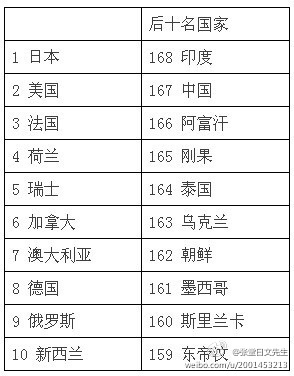 后十名国家
1 日本 168 印度
2 美国 167 中国
3 法国 166 阿富汗
4 荷兰 165 刚果
5 瑞士 164 泰国
6 加拿大 163 乌克兰
7 澳大利亚 162 朝鲜
8 德国 161 墨西哥
9 俄罗斯 160 斯里兰卡
10 新西兰 159 东帝汶
@张壹日文先生
weibo.com/u/2001453213